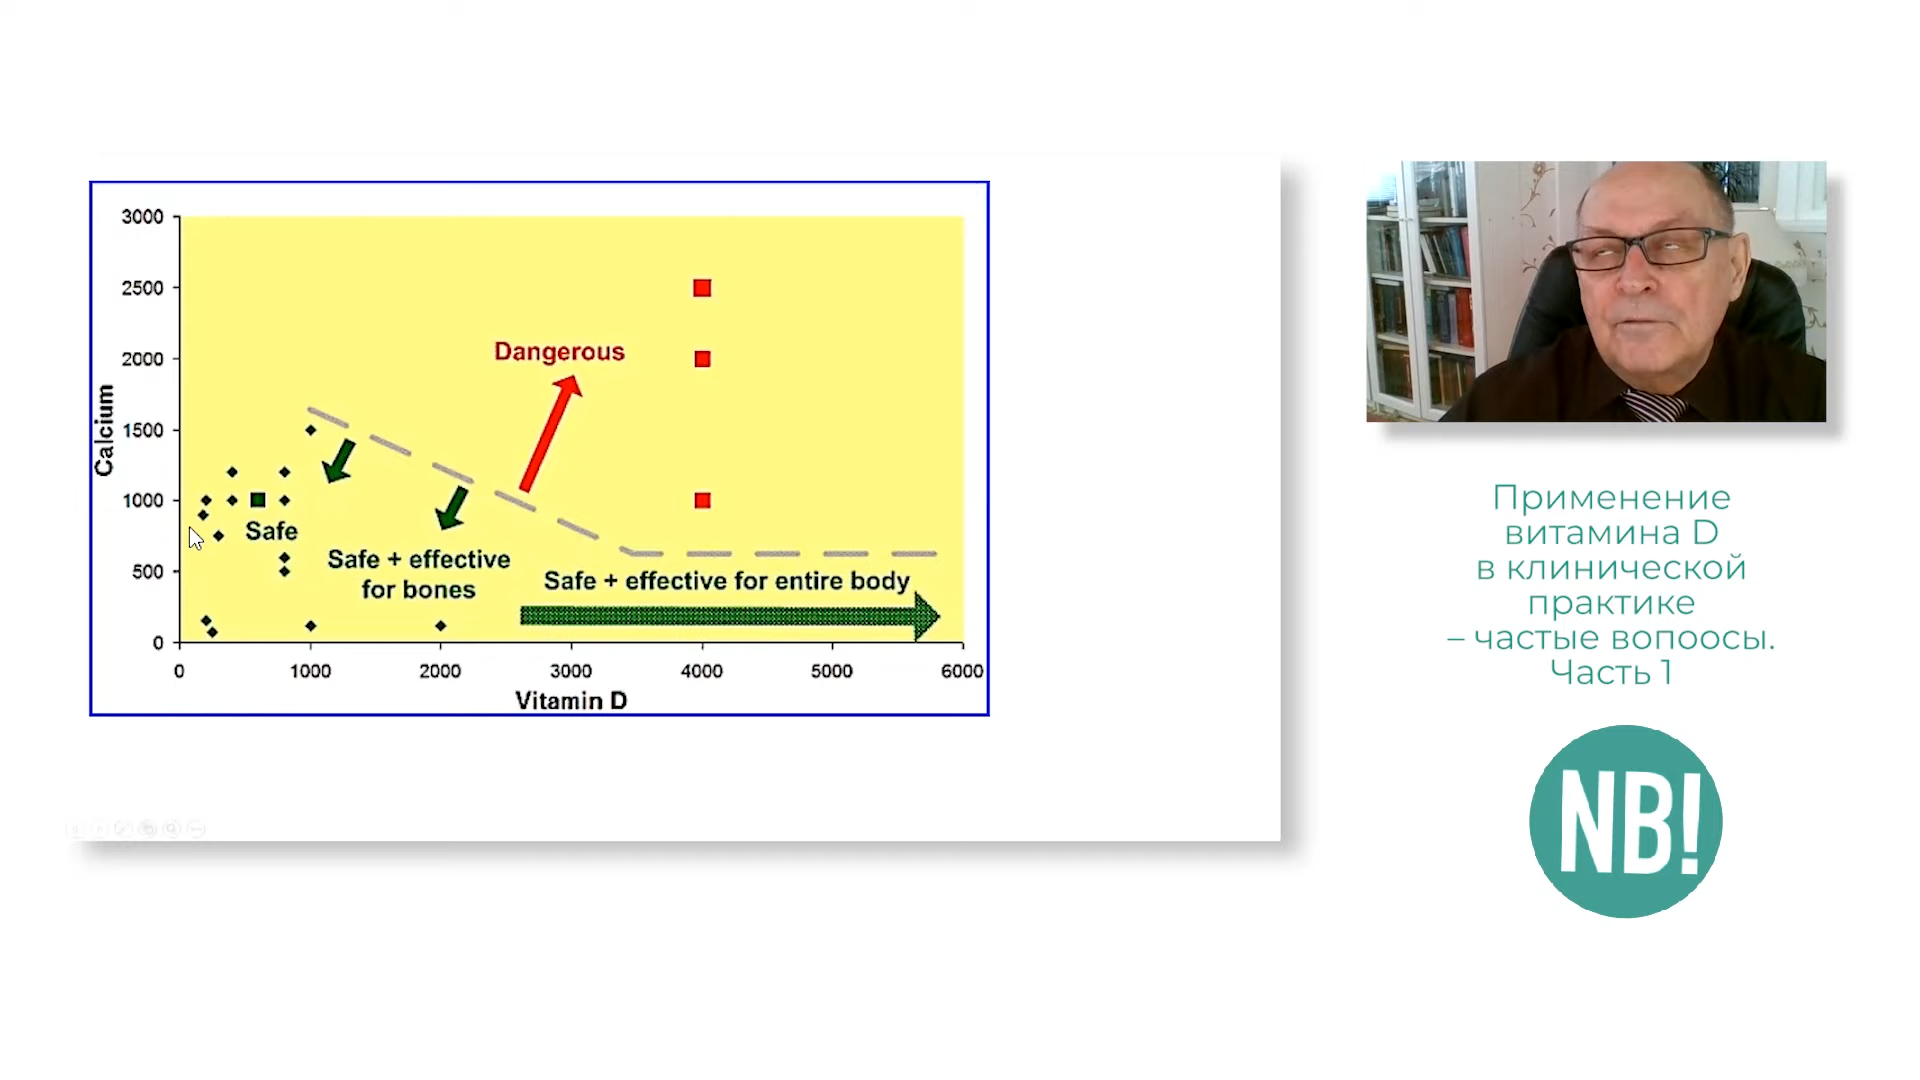 3000
2500
2000
1500
1000
500
0
Calcium
Dangerous
Safe
Safe + effective
for bones
Safe + effective for entire body
0 1000 2000 3000 4000 5000 6000
Vitamin D
Применение
витамина D
в клинической
практике
– частые вопоосы.
Часть 1
NB!